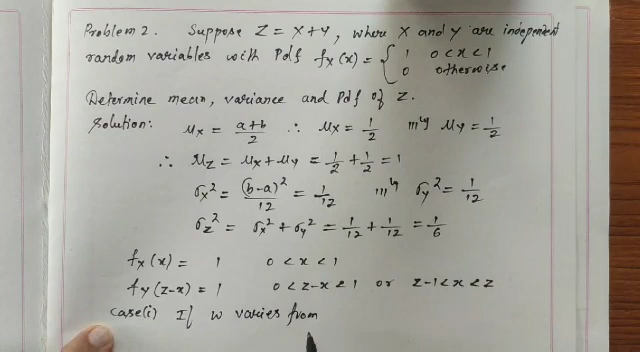 Problem 2. Suppose Z = X+Y, where X and Y are independent
random variables with Pdf fx(x) = { 1 0<x<1
0 otherwise
Determine mean, variance and Pdf of Z.
Solution: μx = a+b/2 ∴ μx = 1/2 |||ly μy = 1/2
∴ μz = μx + μy = 1/2 + 1/2 = 1
σx² = (b-a)²/12 = 1/12 |||ly σy² = 1/12
σz² = σx² + σy² = 1/12 + 1/12 = 1/6
fx(x) = 1 0<x<1
fy(z-x) = 1 0<z-x<1 or z-1<x<z
case(i) If w varies from